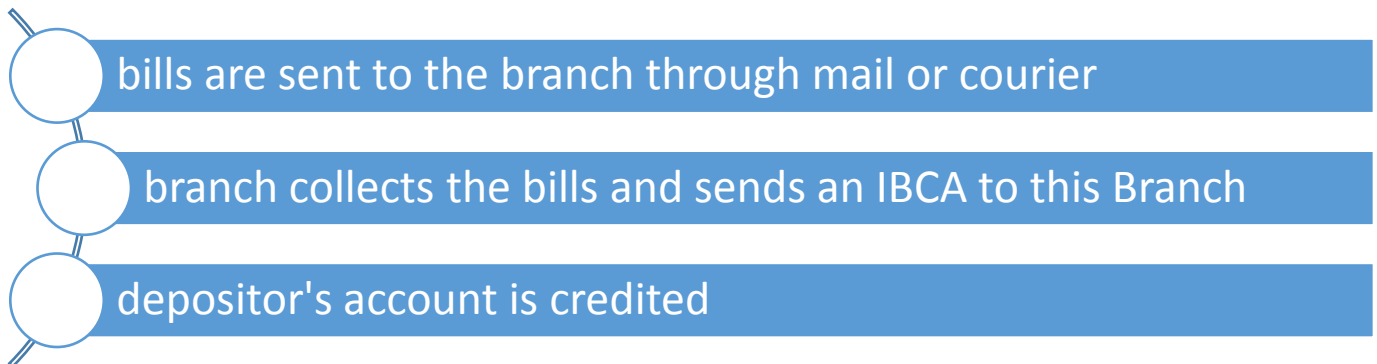 bills are sent to the branch through mail or courier
branch collects the bills and sends an IBCA to this Branch
depositor's account is credited